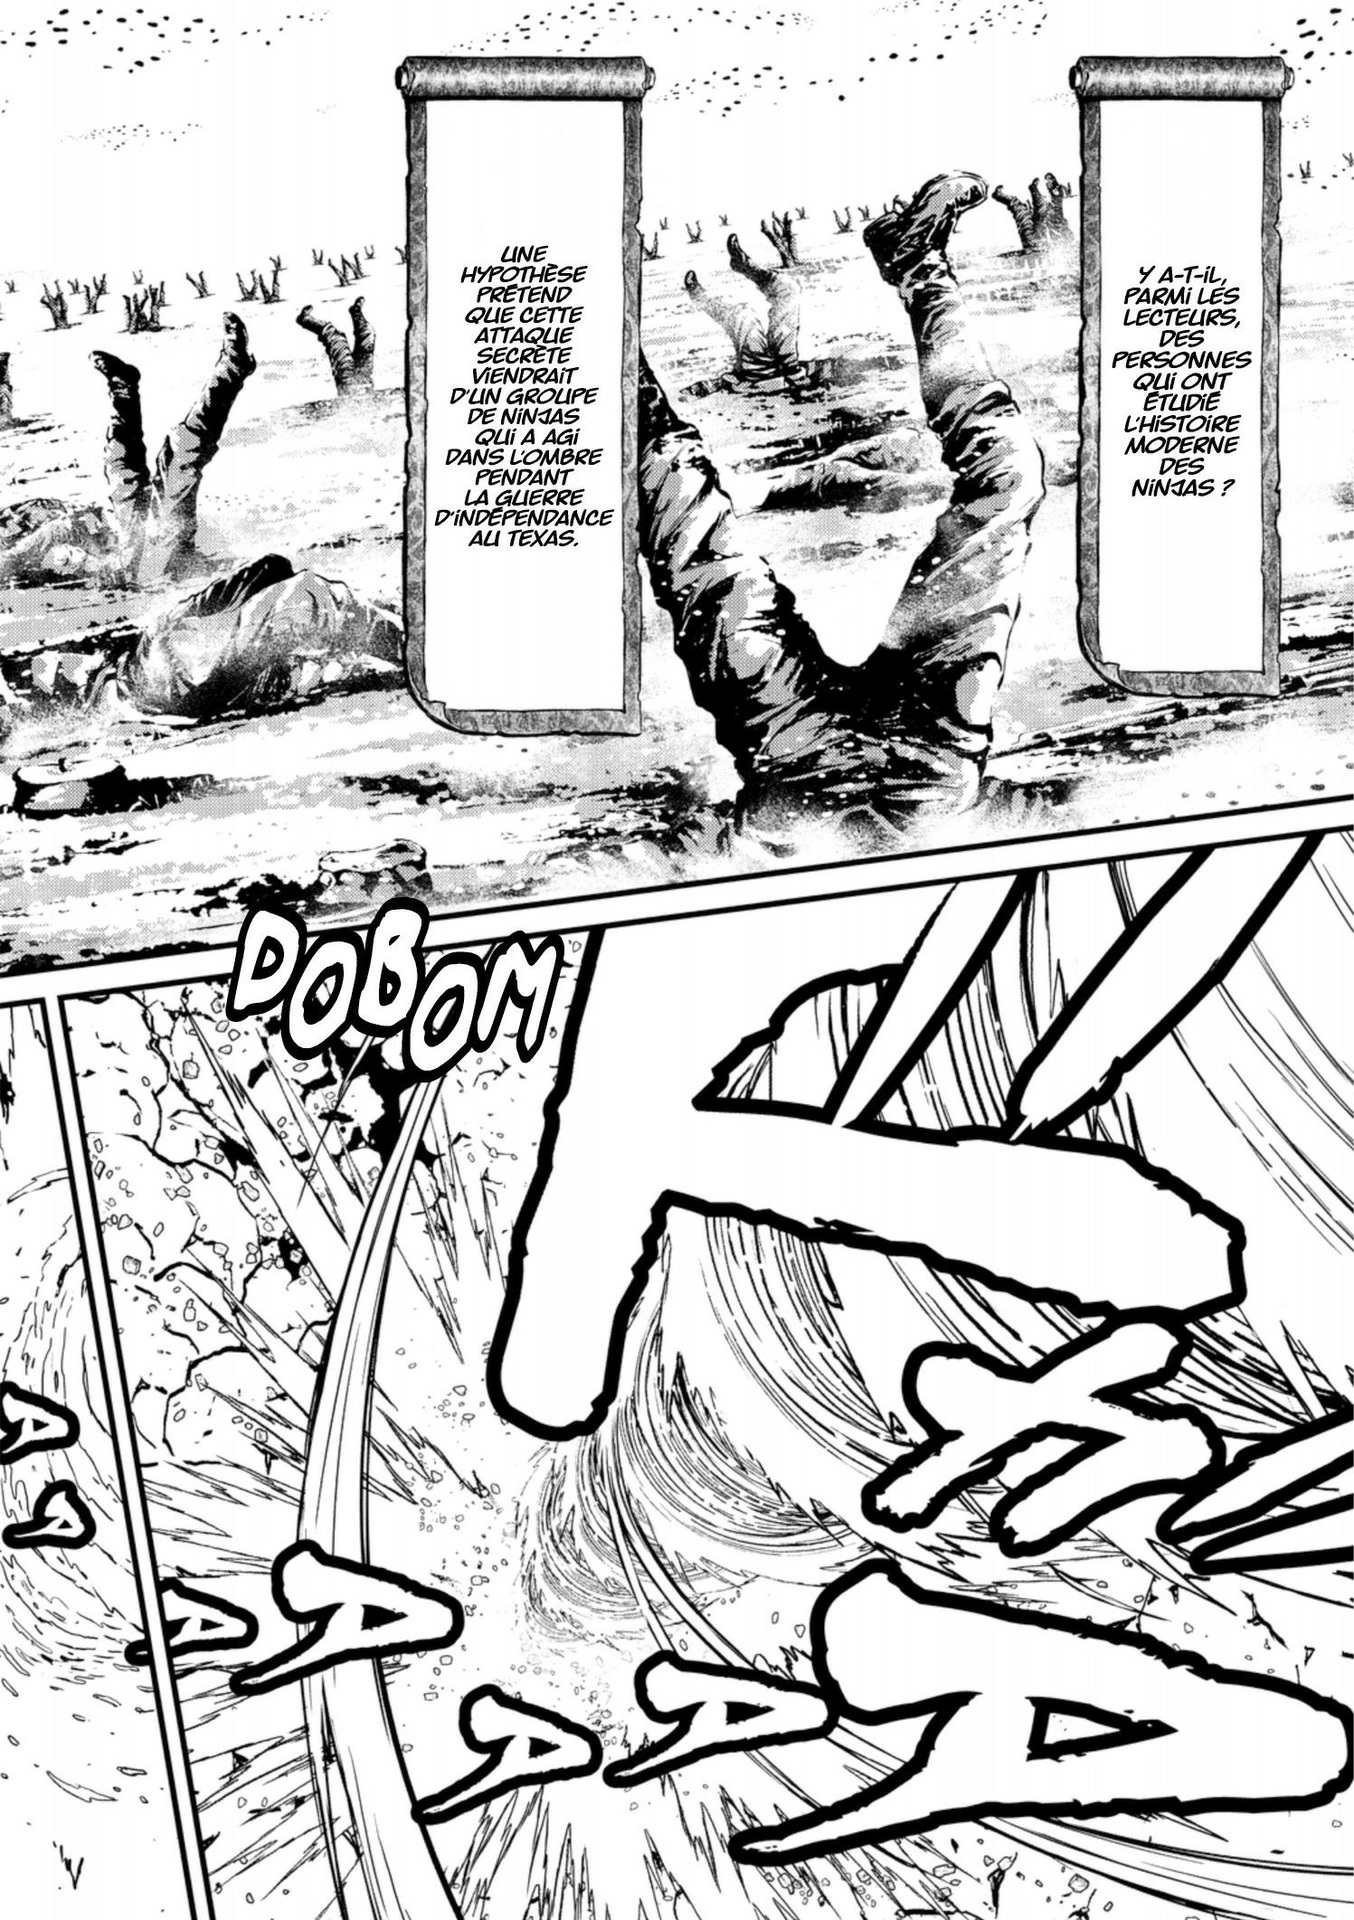 Y A-T-IL,
PARMI LES
LECTEURS,
DES
PERSONNES
QUI ONT
ÉTUDIÉ
L'HISTOIRE
MODERNE
DES
NINJAS ?
UNE
HYPOTHÈSE
PRÉTEND
QUE CETTE
ATTAQUE
SECRÈTE
VIENDRAIT
D'UN GROUPE
DE NINJAS
QUI A AGI
DANS L'OMBRE
PENDANT
LA GUERRE
D'INDÉPENDANCE
AU TEXAS.
DOBOM